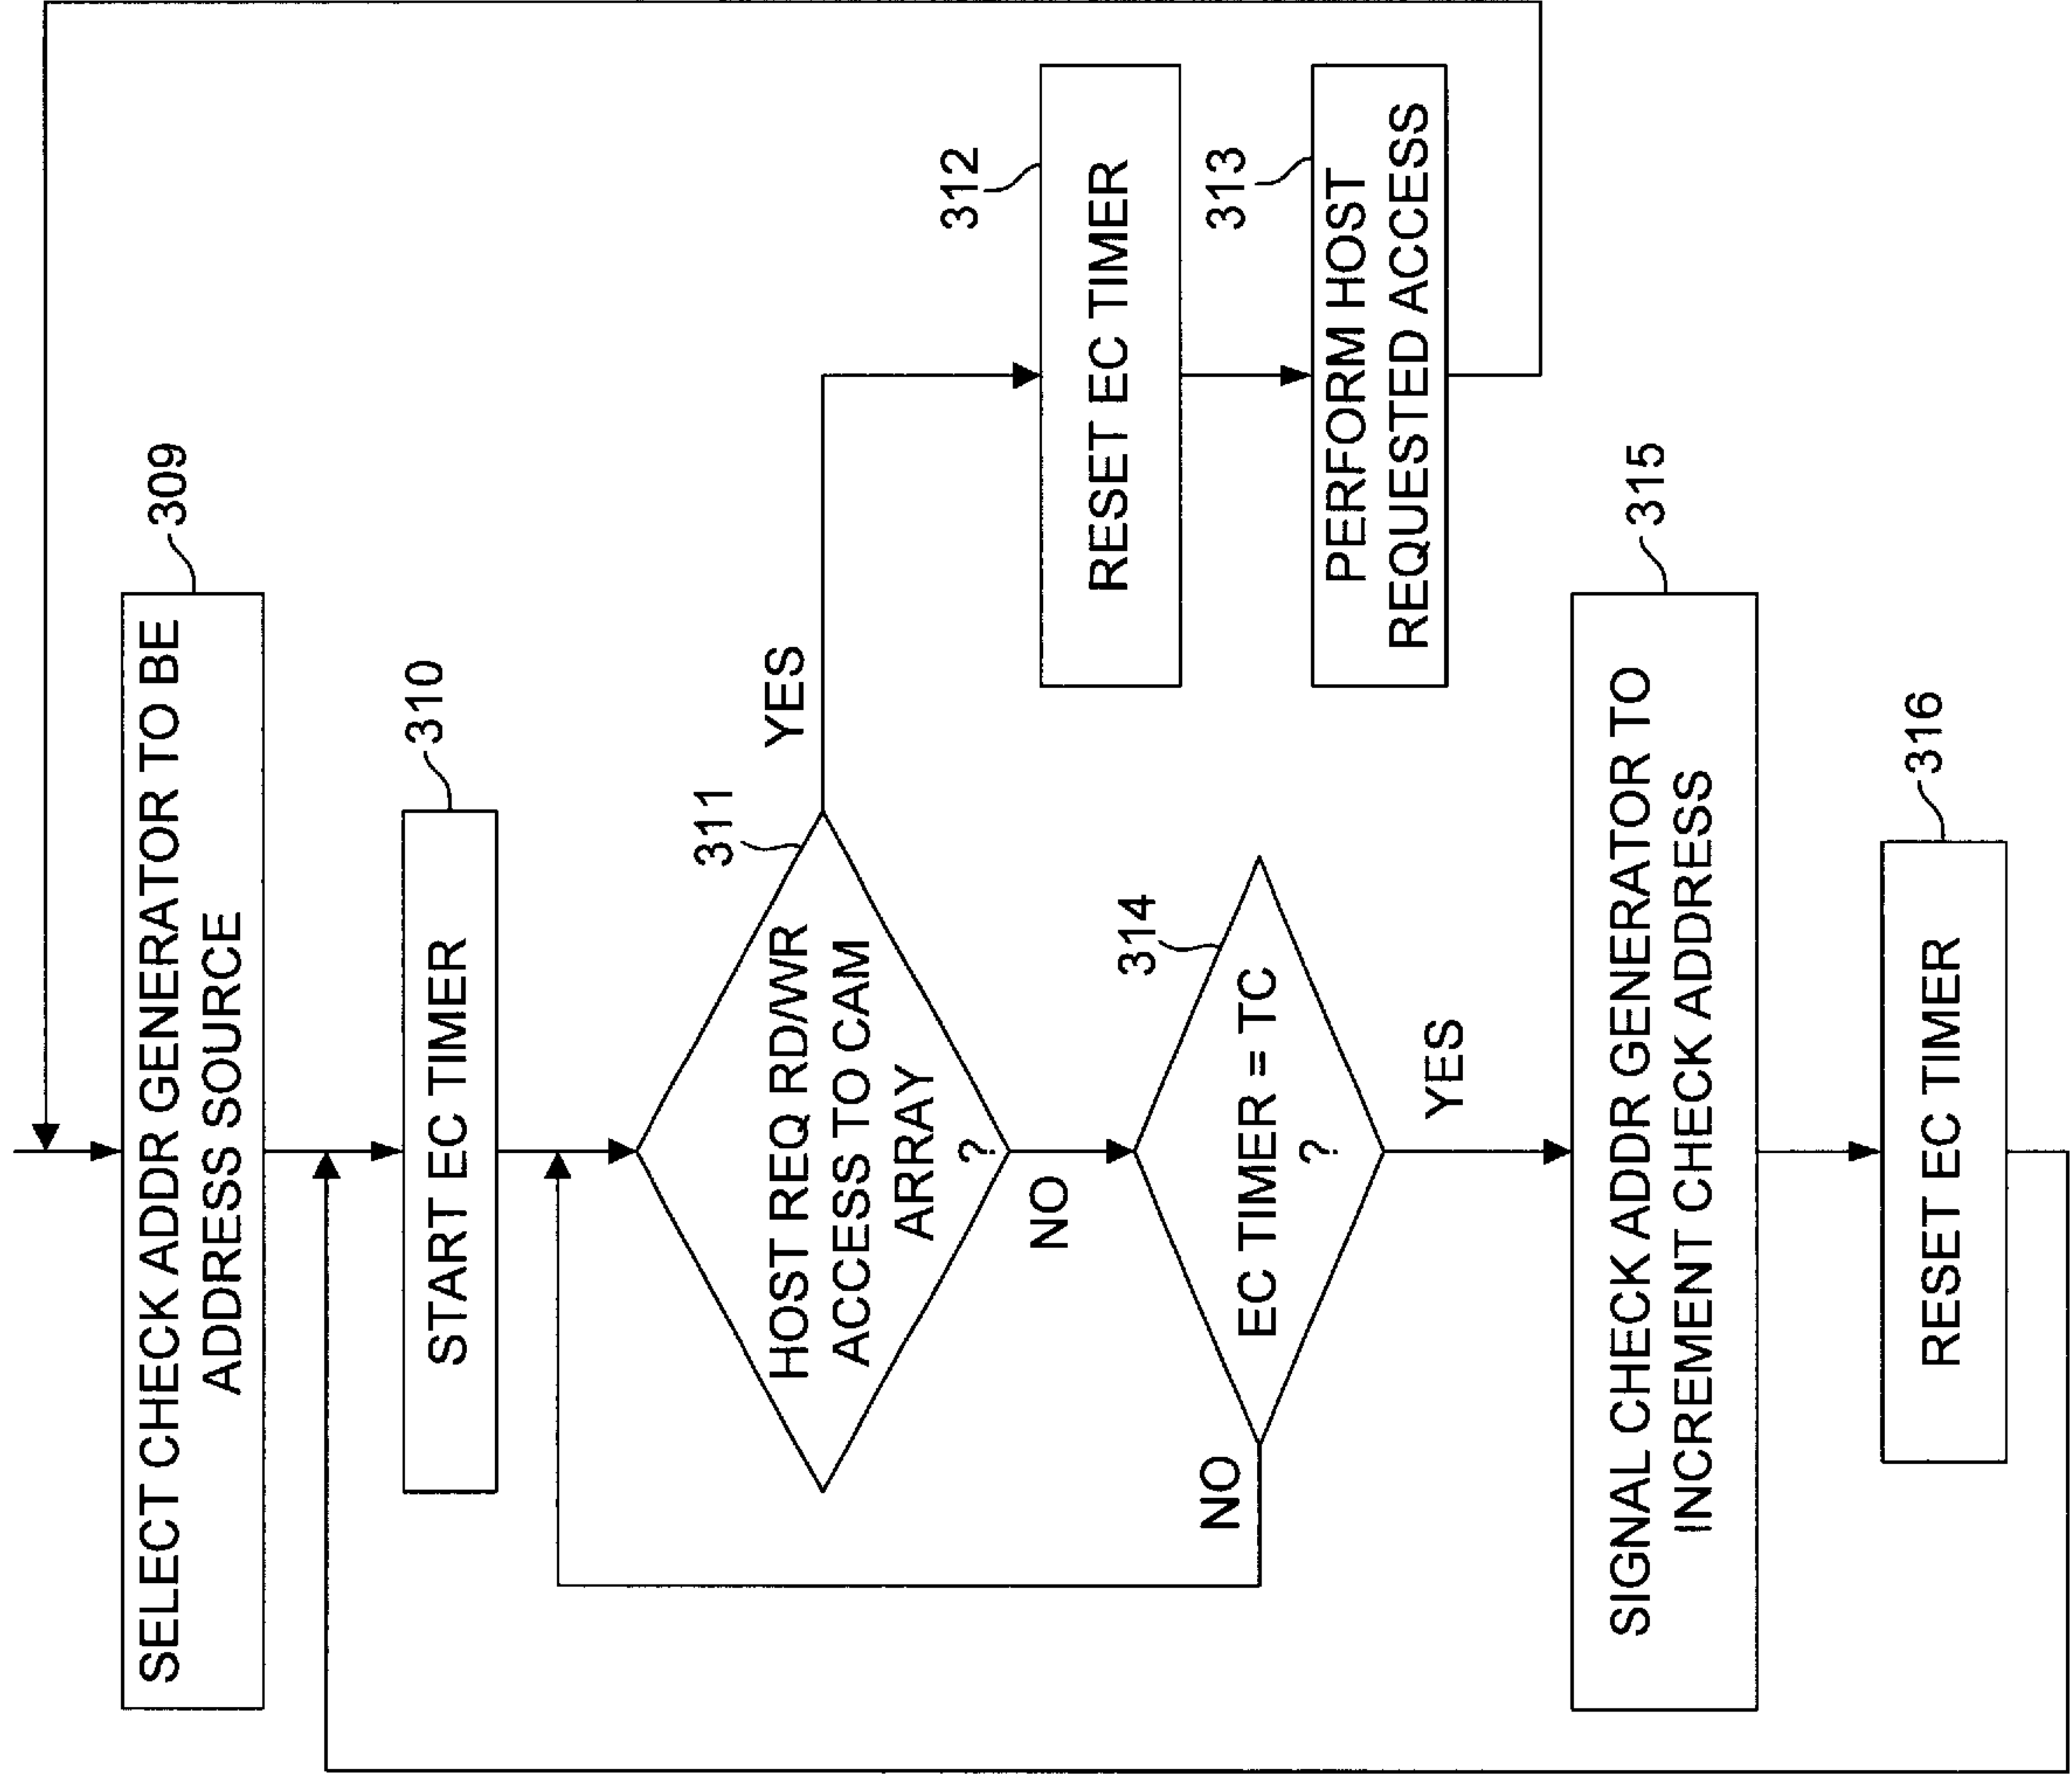 SELECT CHECK ADDR GENERATOR TO BE
ADDRESS SOURCE
309
START EC TIMER
310
HOST REQ RD/WR
ACCESS TO CAM
ARRAY
?
311
YES
NO
RESET EC TIMER
312
PERFORM HOST
REQUESTED ACCESS
313
EC TIMER = TC
?
314
NO
YES
SIGNAL CHECK ADDR GENERATOR TO
INCREMENT CHECK ADDRESS
315
RESET EC TIMER
316